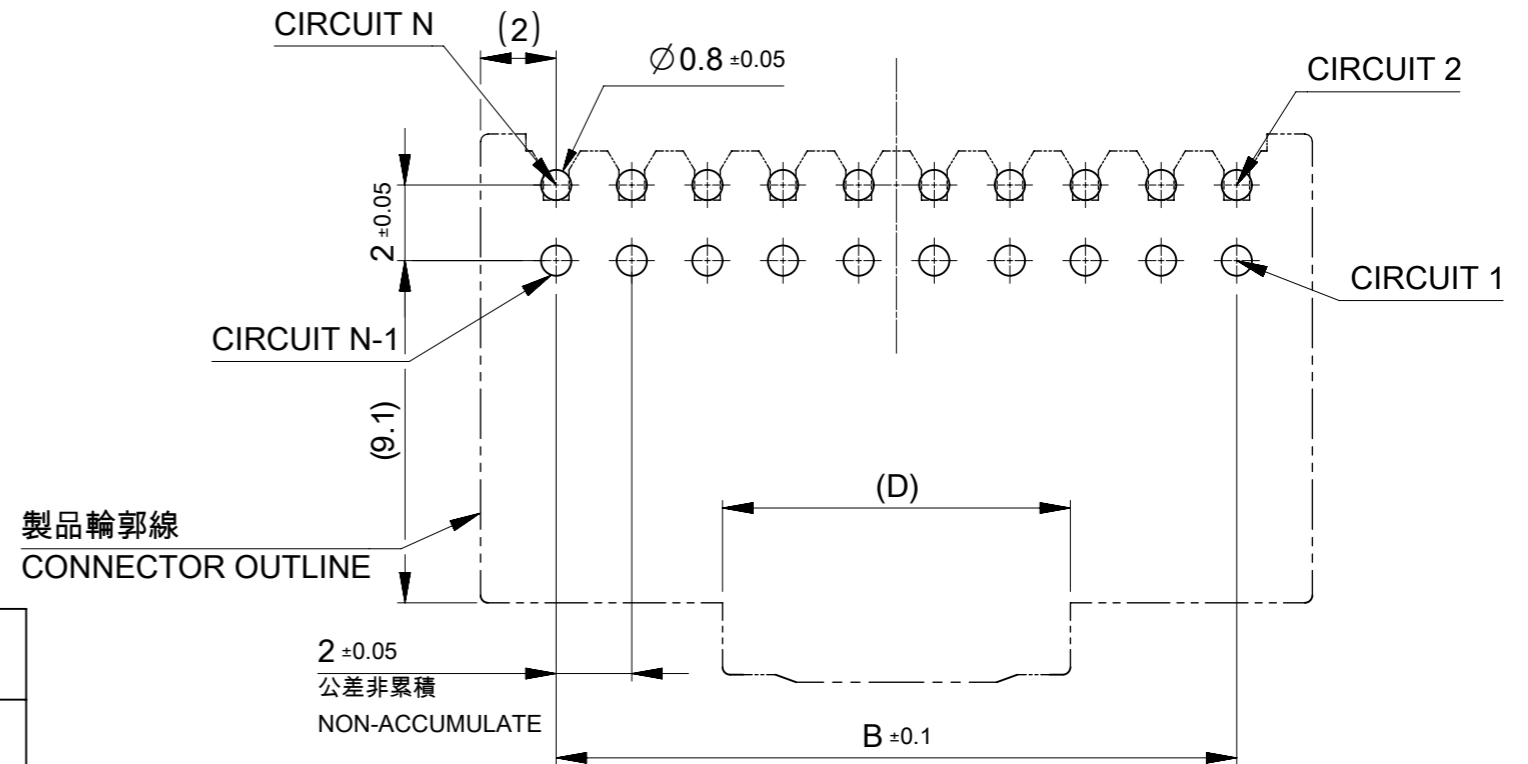 CIRCUIT N
(2)
Ø0.8 ±0.05
CIRCUIT 2
2 ±0.05
CIRCUIT 1
CIRCUIT N-1
(9.1)
(D)
製品輪郭線
CONNECTOR OUTLINE
2 ±0.05
公差非累積
NON-ACCUMULATE
B ±0.1